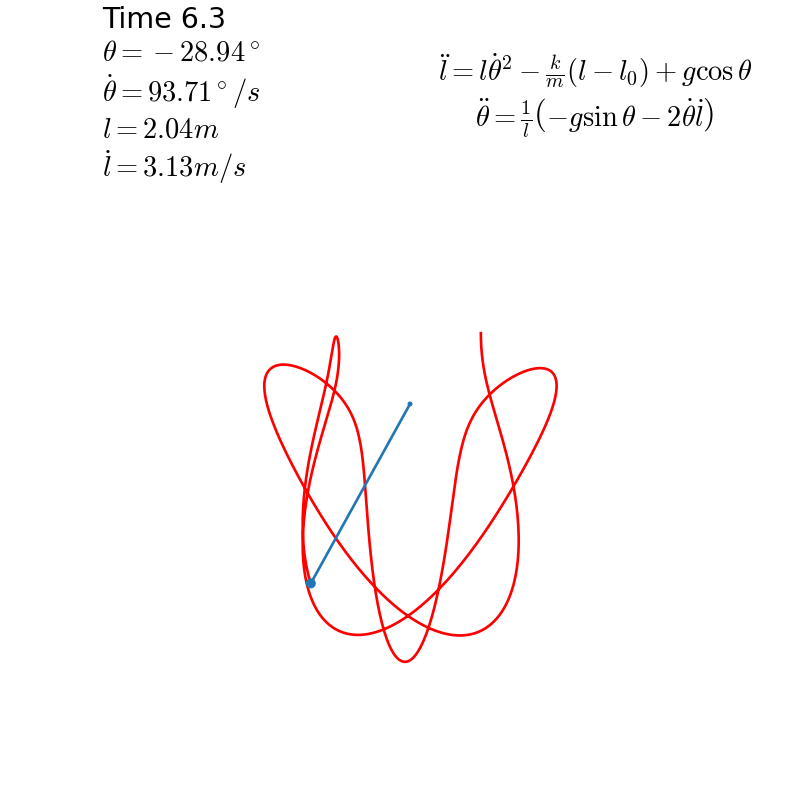 Time 6.3
θ = −28.94°
θ̇ = 93.71°/s
l = 2.04m
l̇ = 3.13m/s
l̈ = lθ̇² − k/m(l − l₀) + g cos θ
θ̈ = 1/l(−g sin θ − 2θ̇l̇)